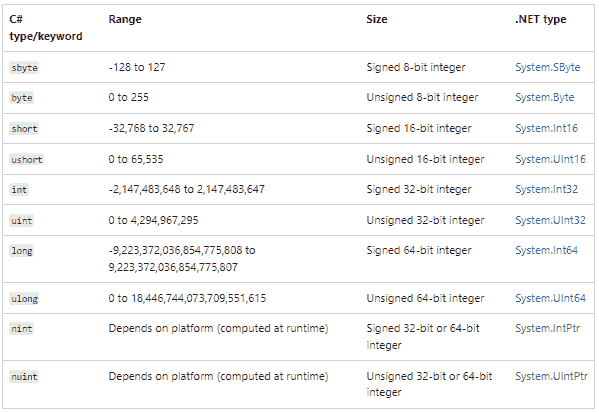 C# type/keyword Range Size .NET type
sbyte -128 to 127 Signed 8-bit integer System.SByte
byte 0 to 255 Unsigned 8-bit integer System.Byte
short -32,768 to 32,767 Signed 16-bit integer System.Int16
ushort 0 to 65,535 Unsigned 16-bit integer System.UInt16
int -2,147,483,648 to 2,147,483,647 Signed 32-bit integer System.Int32
uint 0 to 4,294,967,295 Unsigned 32-bit integer System.UInt32
long -9,223,372,036,854,775,808 to 9,223,372,036,854,775,807 Signed 64-bit integer System.Int64
ulong 0 to 18,446,744,073,709,551,615 Unsigned 64-bit integer System.UInt64
nint Depends on platform (computed at runtime) Signed 32-bit or 64-bit integer System.IntPtr
nuint Depends on platform (computed at runtime) Unsigned 32-bit or 64-bit integer System.UIntPtr